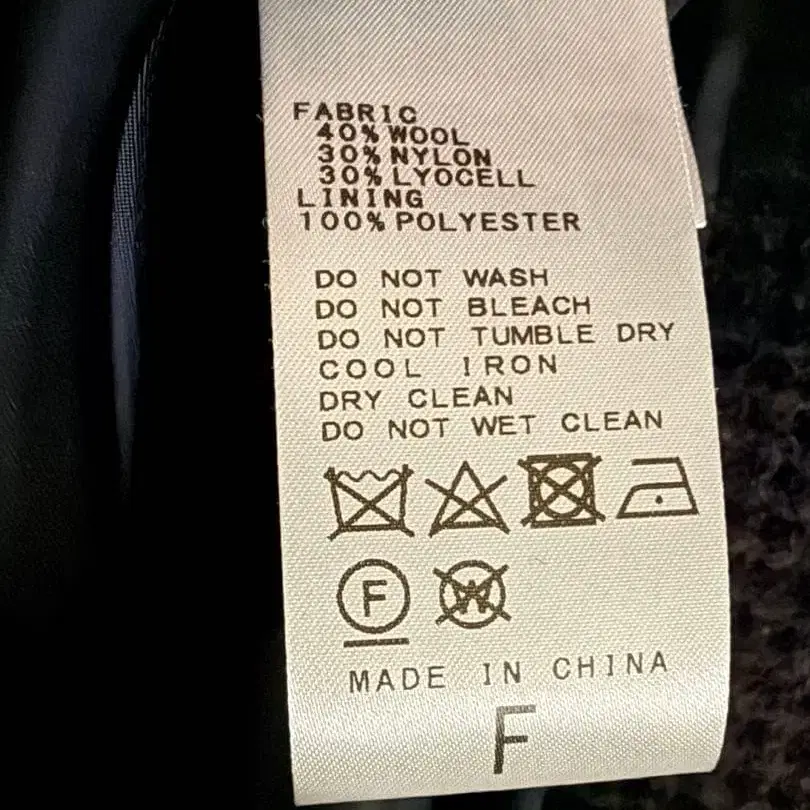 FABRIC
40% WOOL
30% NYLON
30% LYOCELL
LINING
100% POLYESTER
DO NOT WASH
DO NOT BLEACH
DO NOT TUMBLE DRY
COOL IRON
DRY CLEAN
DO NOT WET CLEAN
F W
MADE IN CHINA
F